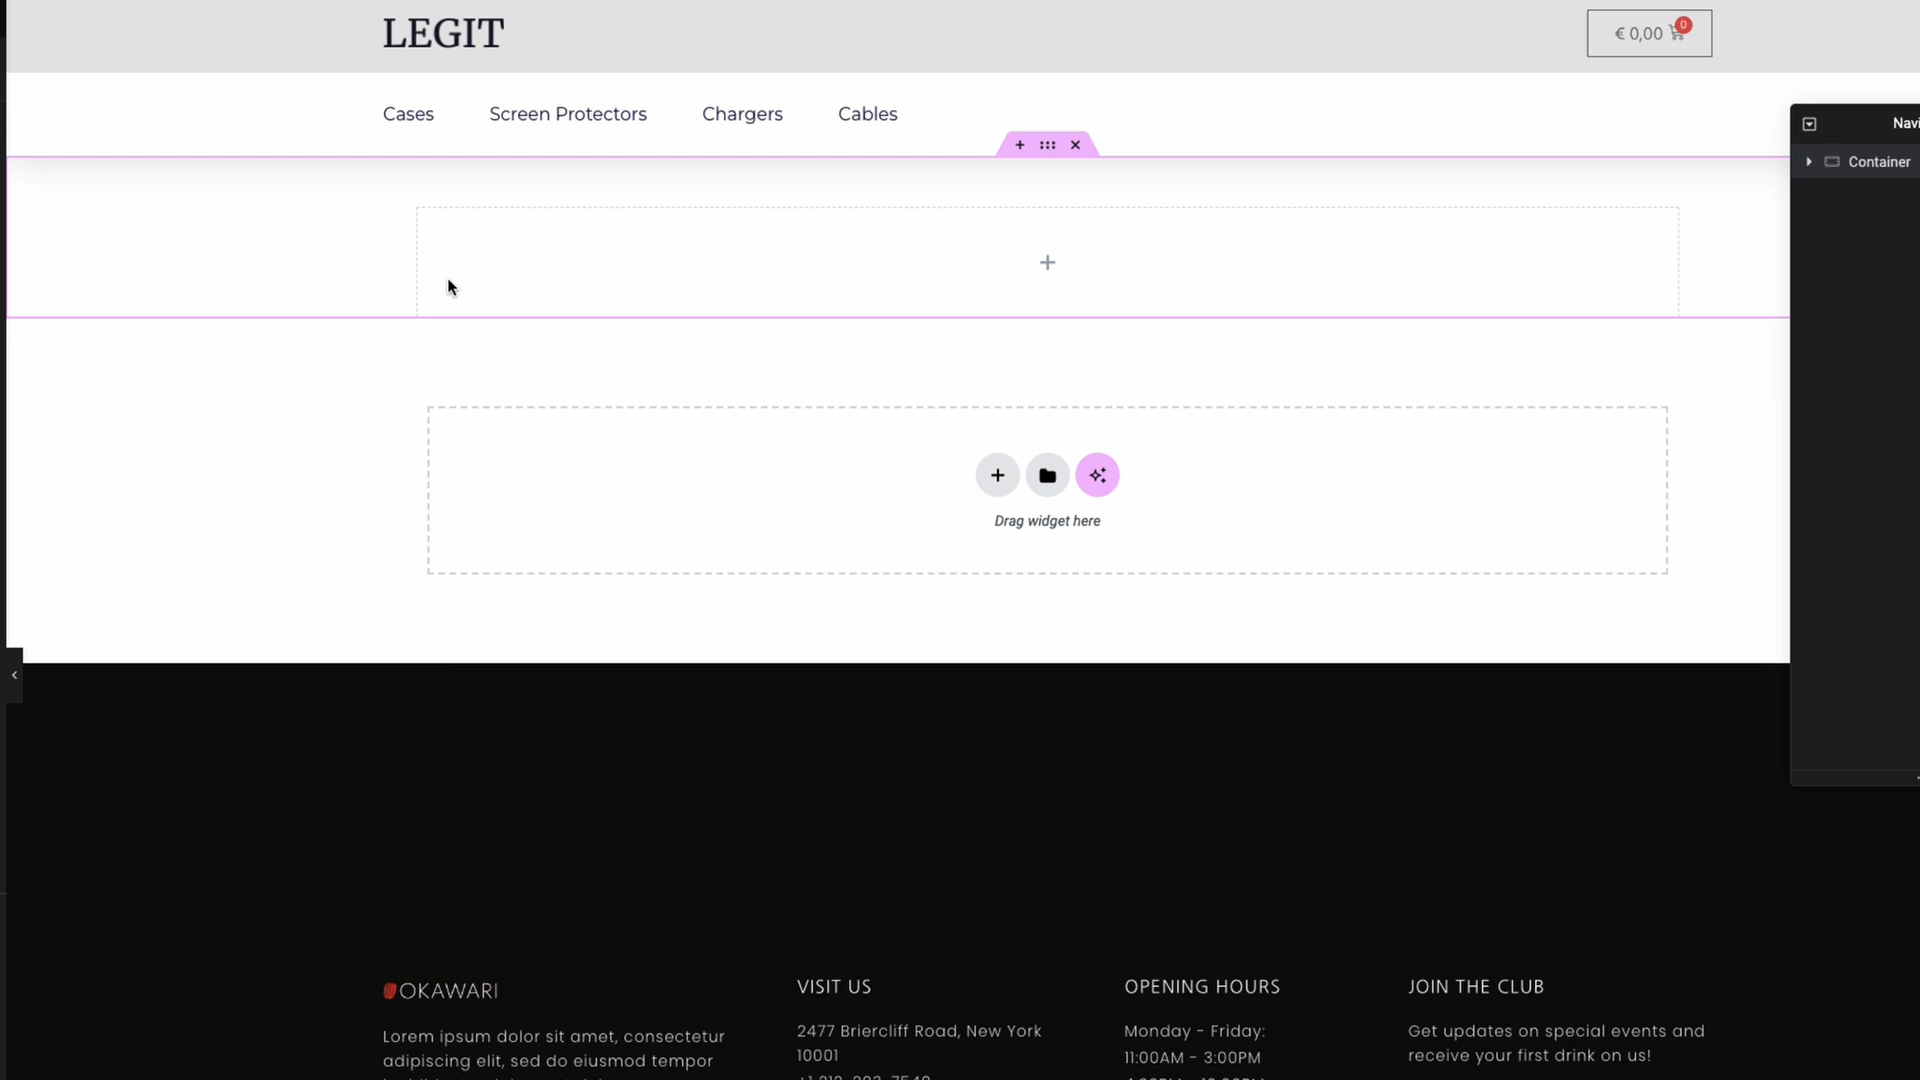 LEGIT
€ 0,00
0
Cases Screen Protectors Chargers Cables
Container
Drag widget here
OKAWARI
Lorem ipsum dolor sit amet, consectetur
adipiscing elit, sed do eiusmod tempor
VISIT US
2477 Briercliff Road, New York
10001
OPENING HOURS
Monday - Friday:
11:00AM - 3:00PM
JOIN THE CLUB
Get updates on special events and
receive your first drink on us!